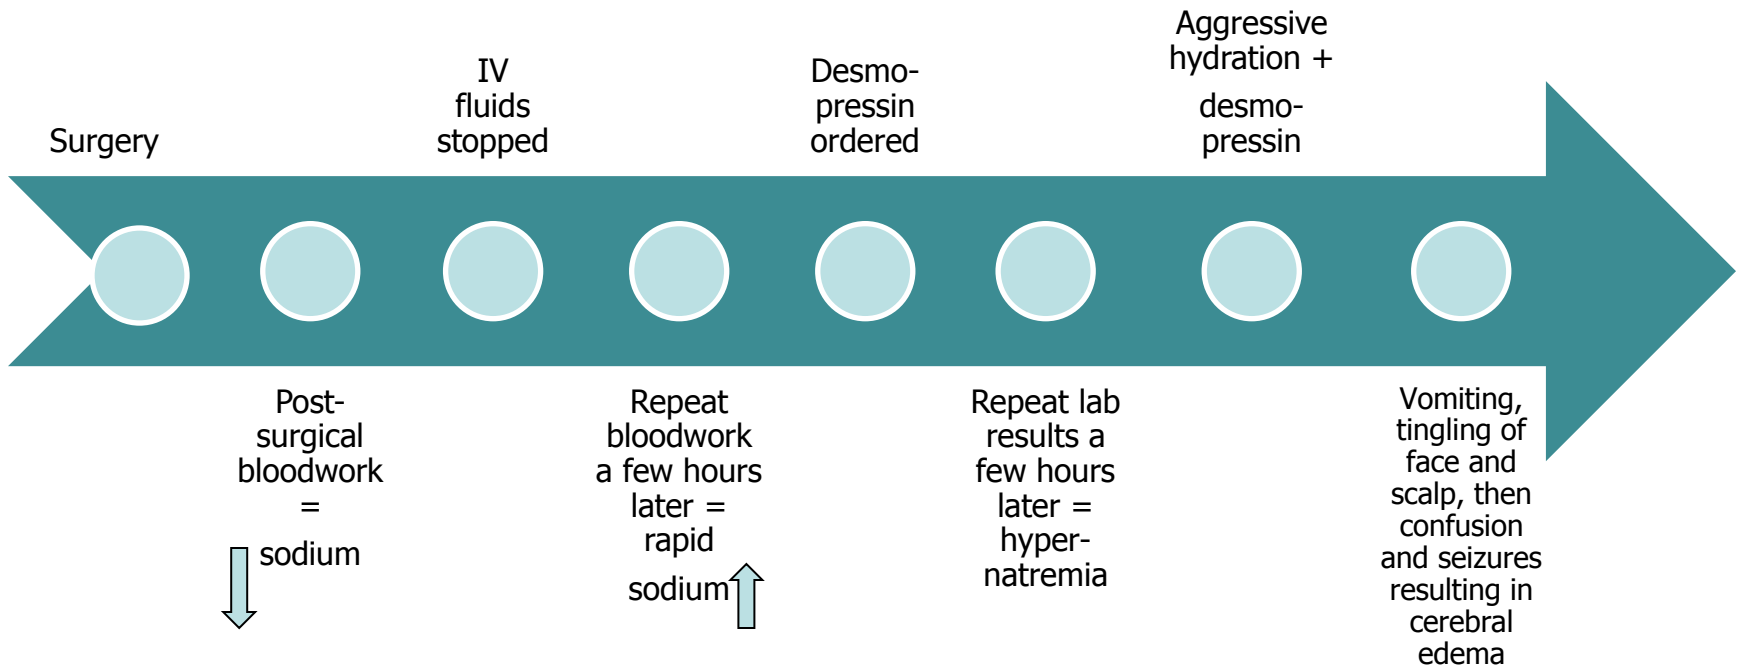 Surgery
Post-
surgical
bloodwork
=
sodium
IV
fluids
stopped
Repeat
bloodwork
a few hours
later =
rapid
sodium
Desmo-
pressin
ordered
Repeat lab
results a
few hours
later =
hyper-
natremia
Aggressive
hydration +
desmo-
pressin
Vomiting,
tingling of
face and
scalp, then
confusion
and seizures
resulting in
cerebral
edema